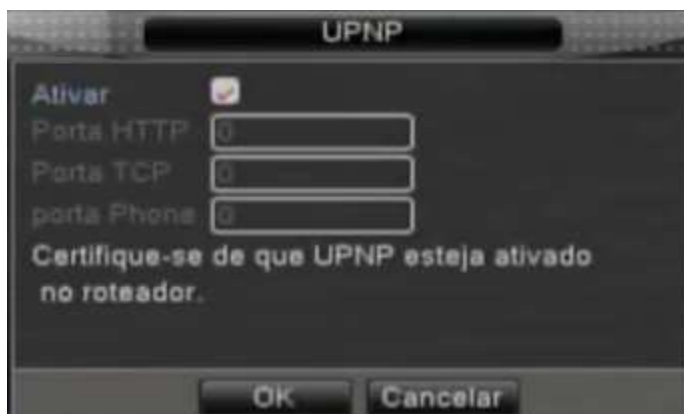 UPNP
Ativar
Porta HTTP 0
Porta TCP 0
porta Phone 0
Certifique-se de que UPNP esteja ativado
no roteador.
OK Cancelar